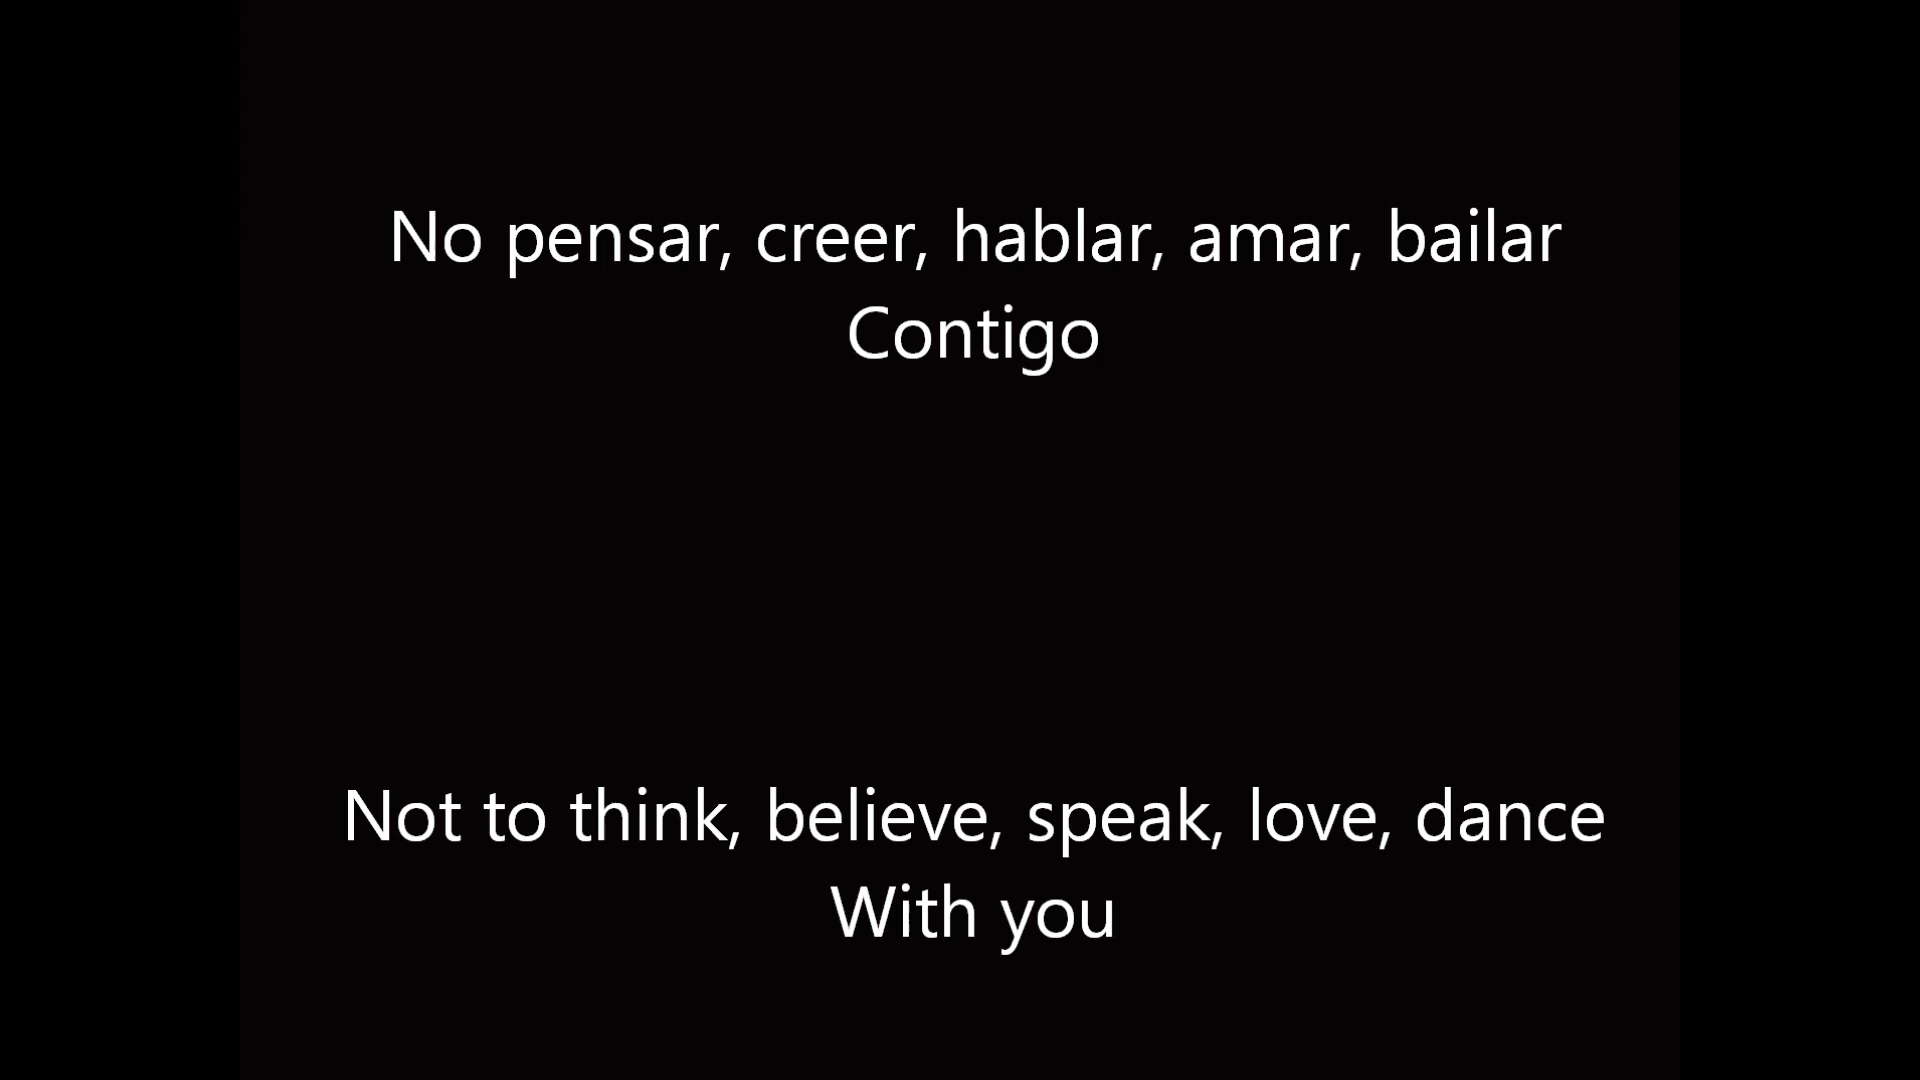 No pensar, creer, hablar, amar, bailar
Contigo
Not to think, believe, speak, love, dance
With you